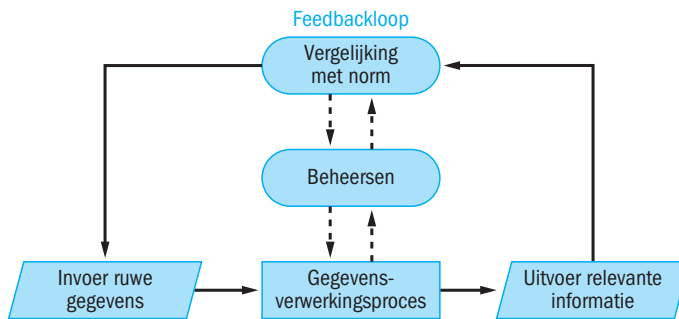 Feedbackloop
Vergelijking
met norm
Beheersen
Invoer ruwe
gegevens
Gegevens-
verwerkingsproces
Uitvoer relevante
informatie